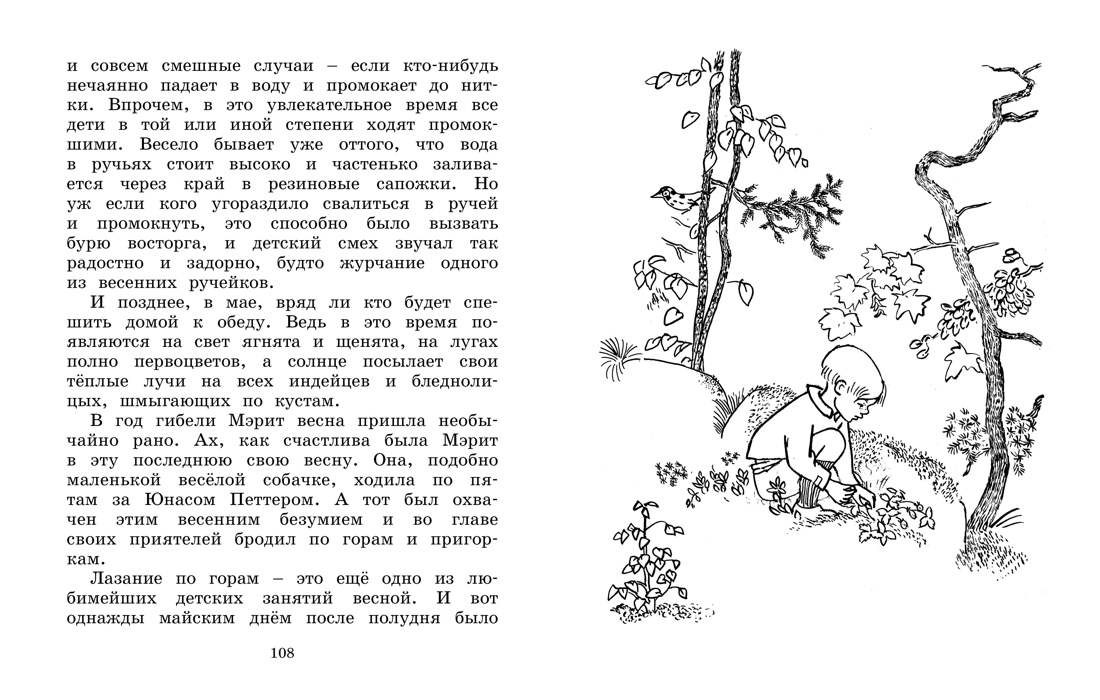 и совсем смешные случаи – если кто-нибудь
нечаянно падает в воду и промокает до нит-
ки. Впрочем, в это увлекательное время все
дети в той или иной степени ходят промок-
шими. Весело бывает уже оттого, что вода
в ручьях стоит высоко и частенько залива-
ется через край в резиновые сапожки. Но
уж если кого угораздило свалиться в ручей
и промокнуть, это способно было вызвать
бурю восторга, и детский смех звучал так
радостно и задорно, будто журчание одного
из весенних ручейков.
И позднее, в мае, вряд ли кто будет спе-
шить домой к обеду. Ведь в это время по-
являются на свет ягнята и щенята, на лугах
полно первоцветов, а солнце посылает свои
тёплые лучи на всех индейцев и бледноли-
цых, шмыгающих по кустам.
В год гибели Мэрит весна пришла необы-
чайно рано. Ах, как счастлива была Мэрит
в эту последнюю свою весну. Она, подобно
маленькой весёлой собачке, ходила по пя-
там за Юнасом Петтером. А тот был охва-
чен этим весенним безумием и во главе
своих приятелей бродил по горам и пригор-
кам.
Лазание по горам – это ещё одно из лю-
бимейших детских занятий весной. И вот
однажды майским днём после полудня было
108